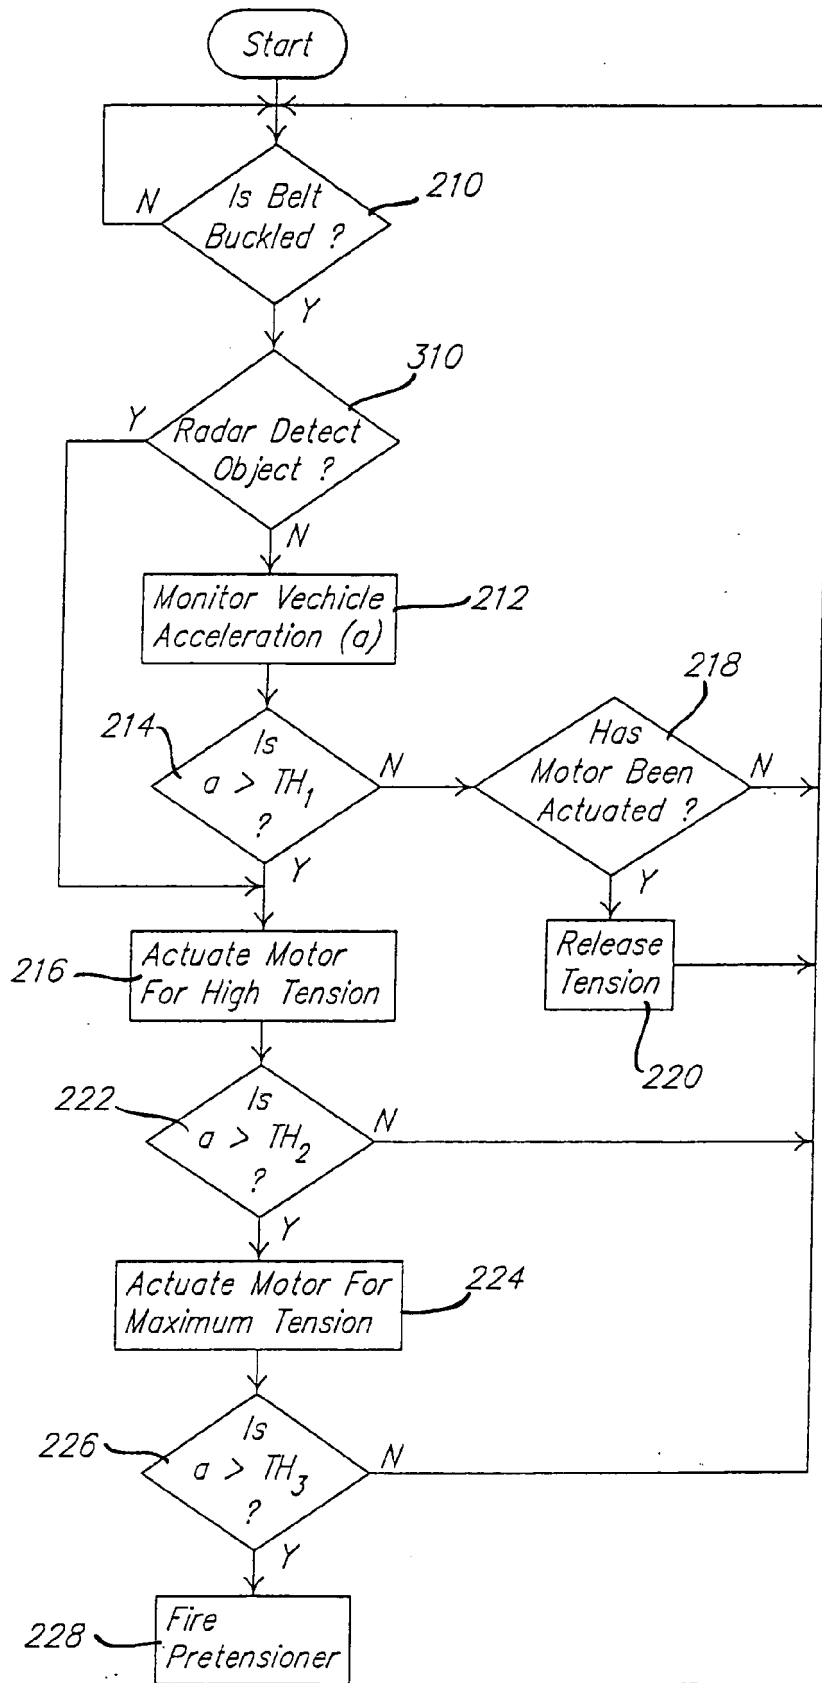 Start
N
Is Belt
Buckled ?
210
Y
310
Y
Radar Detect
Object ?
N
Monitor Vechicle
Acceleration (a)
212
214
Is
a > TH₁
?
N
Y
218
Has
Motor Been
Actuated ?
N
Y
216
Actuate Motor
For High Tension
Release
Tension
220
222
Is
a > TH₂
?
N
Y
Actuate Motor For
Maximum Tension
224
226
Is
a > TH₃
?
N
Y
228
Fire
Pretensioner